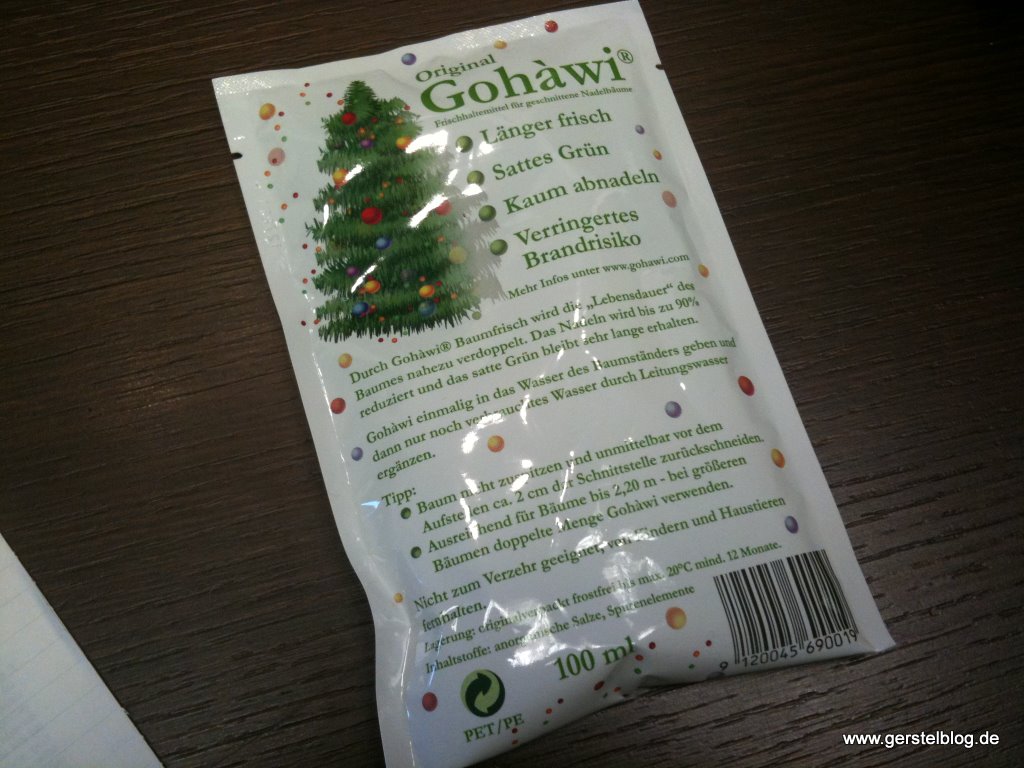 Original
Gohàwi®
Frischhaltemittel für geschnittene Nadelbäume
Länger frisch
Sattes Grün
Kaum abnadeln
Verringertes
Brandrisiko
Mehr Infos unter www.gohawi.com
Durch Gohàwi® Baumfrisch wird die „Lebensdauer“ des
Baumes nahezu verdoppelt. Das Nadeln wird bis zu 90%
reduziert und das satte Grün bleibt sehr lange erhalten.
Gohàwi einmalig in das Wasser des Baumständers geben und
dann nur noch verbrauchtes Wasser durch Leitungswasser
ergänzen.
Tipp:
Baum nicht zuspitzen und unmittelbar vor dem
Aufstellen ca. 2 cm der Schnittstelle zurückschneiden.
Ausreichend für Bäume bis 2,20 m - bei größeren
Bäumen doppelte Menge Gohàwi verwenden.
Nicht zum Verzehr geeignet, von Kindern und Haustieren
fernhalten.
Lagerung: originalverpackt frostfrei bis max. 20°C mind. 12 Monate.
Inhaltstoffe: anorganische Salze, Spurenelemente
100 ml
PET/PE
9 120045 690019
www.gerstelblog.de